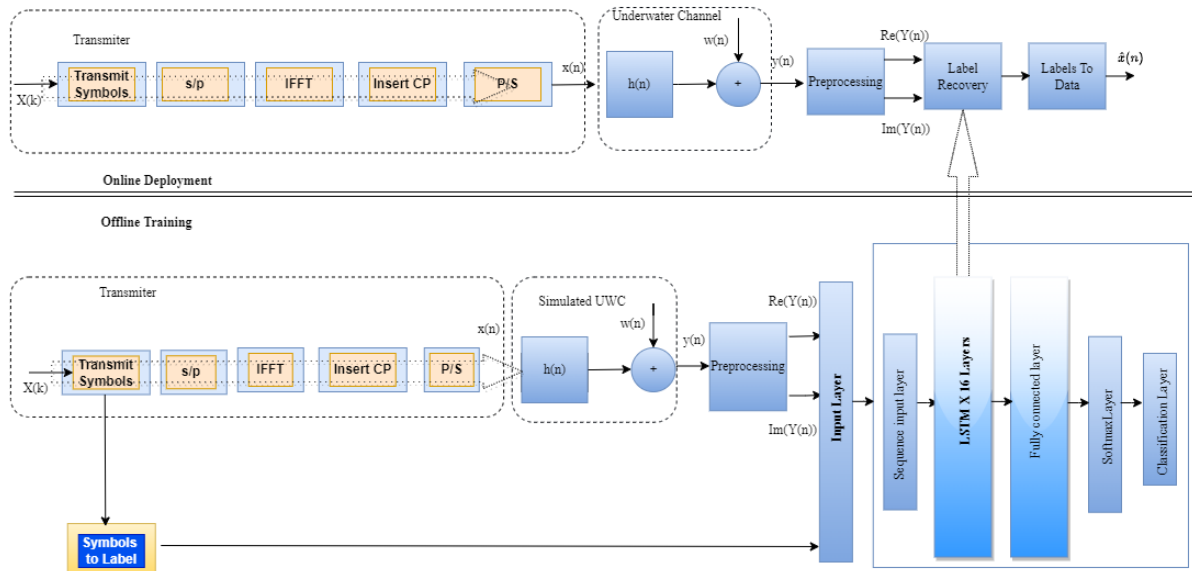 Transmiter
X(k)
Transmit
Symbols
s/p
IFFT
Insert CP
P/S
x(n)
Underwater Channel
w(n)
h(n)
+
y(n)
Preprocessing
Re(Y(n))
Im(Y(n))
Label
Recovery
Labels To
Data
x̂(n)
Online Deployment
Offline Training
Transmiter
X(k)
Transmit
Symbols
s/p
IFFT
Insert CP
P/S
x(n)
Simulated UWC
w(n)
h(n)
+
y(n)
Preprocessing
Re(Y(n))
Im(Y(n))
Input Layer
Sequence input layer
LSTM X 16 Layers
Fully connected layer
SoftmaxLayer
Classification Layer
Symbols
to Label